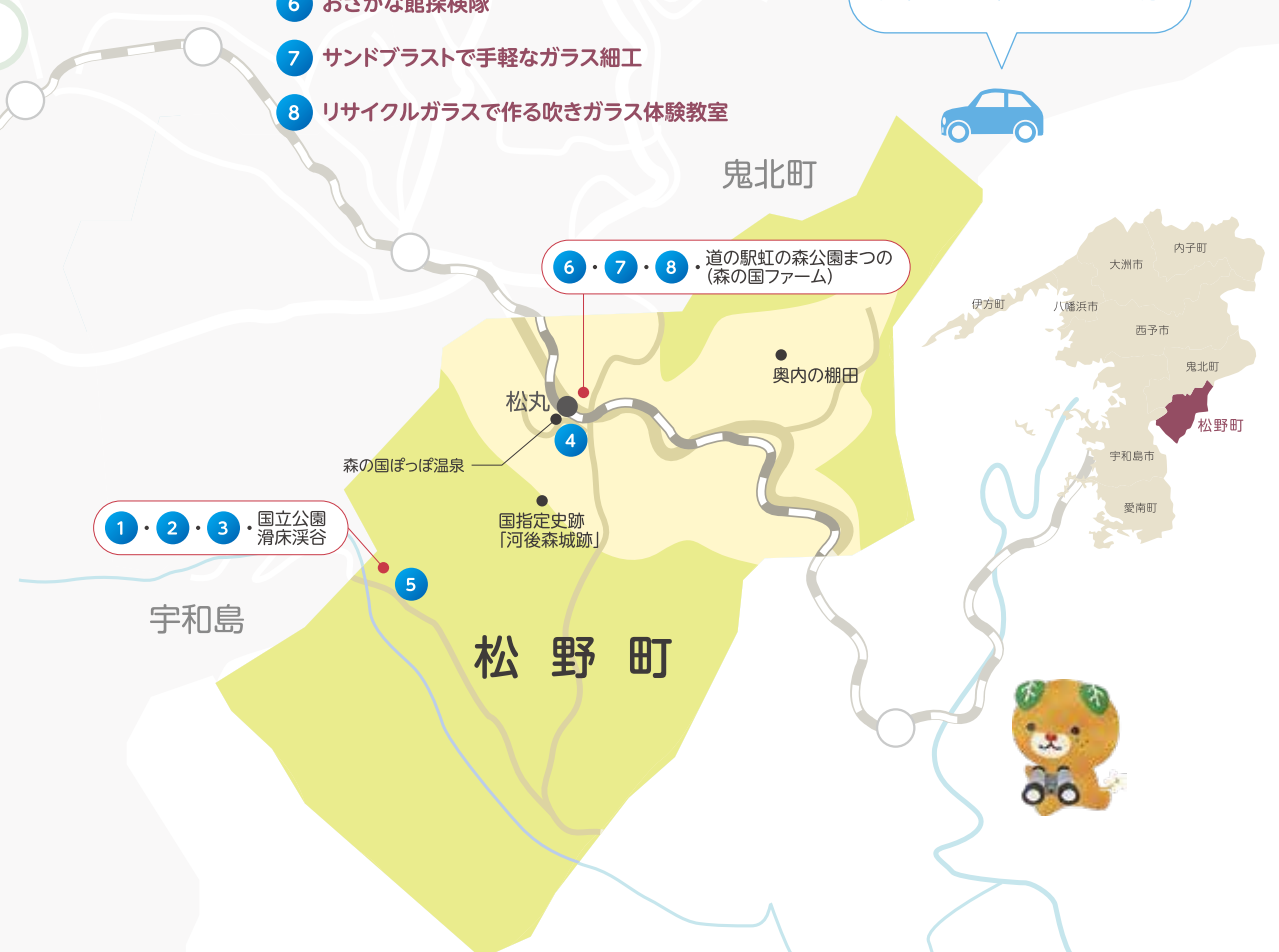 6 おさかな館探検隊
7 サンドブラストで手軽なガラス細工
8 リサイクルガラスで作る吹きガラス体験教室
鬼北町
6・7・8・道の駅虹の森公園まつの
(森の国ファーム)
奥内の棚田
松丸
4
森の国ぽっぽ温泉
国指定史跡
「河後森城跡」
1・2・3・国立公園
滑床渓谷
5
宇和島
松野町
内子町
大洲市
伊方町
八幡浜市
西予市
鬼北町
松野町
宇和島市
愛南町